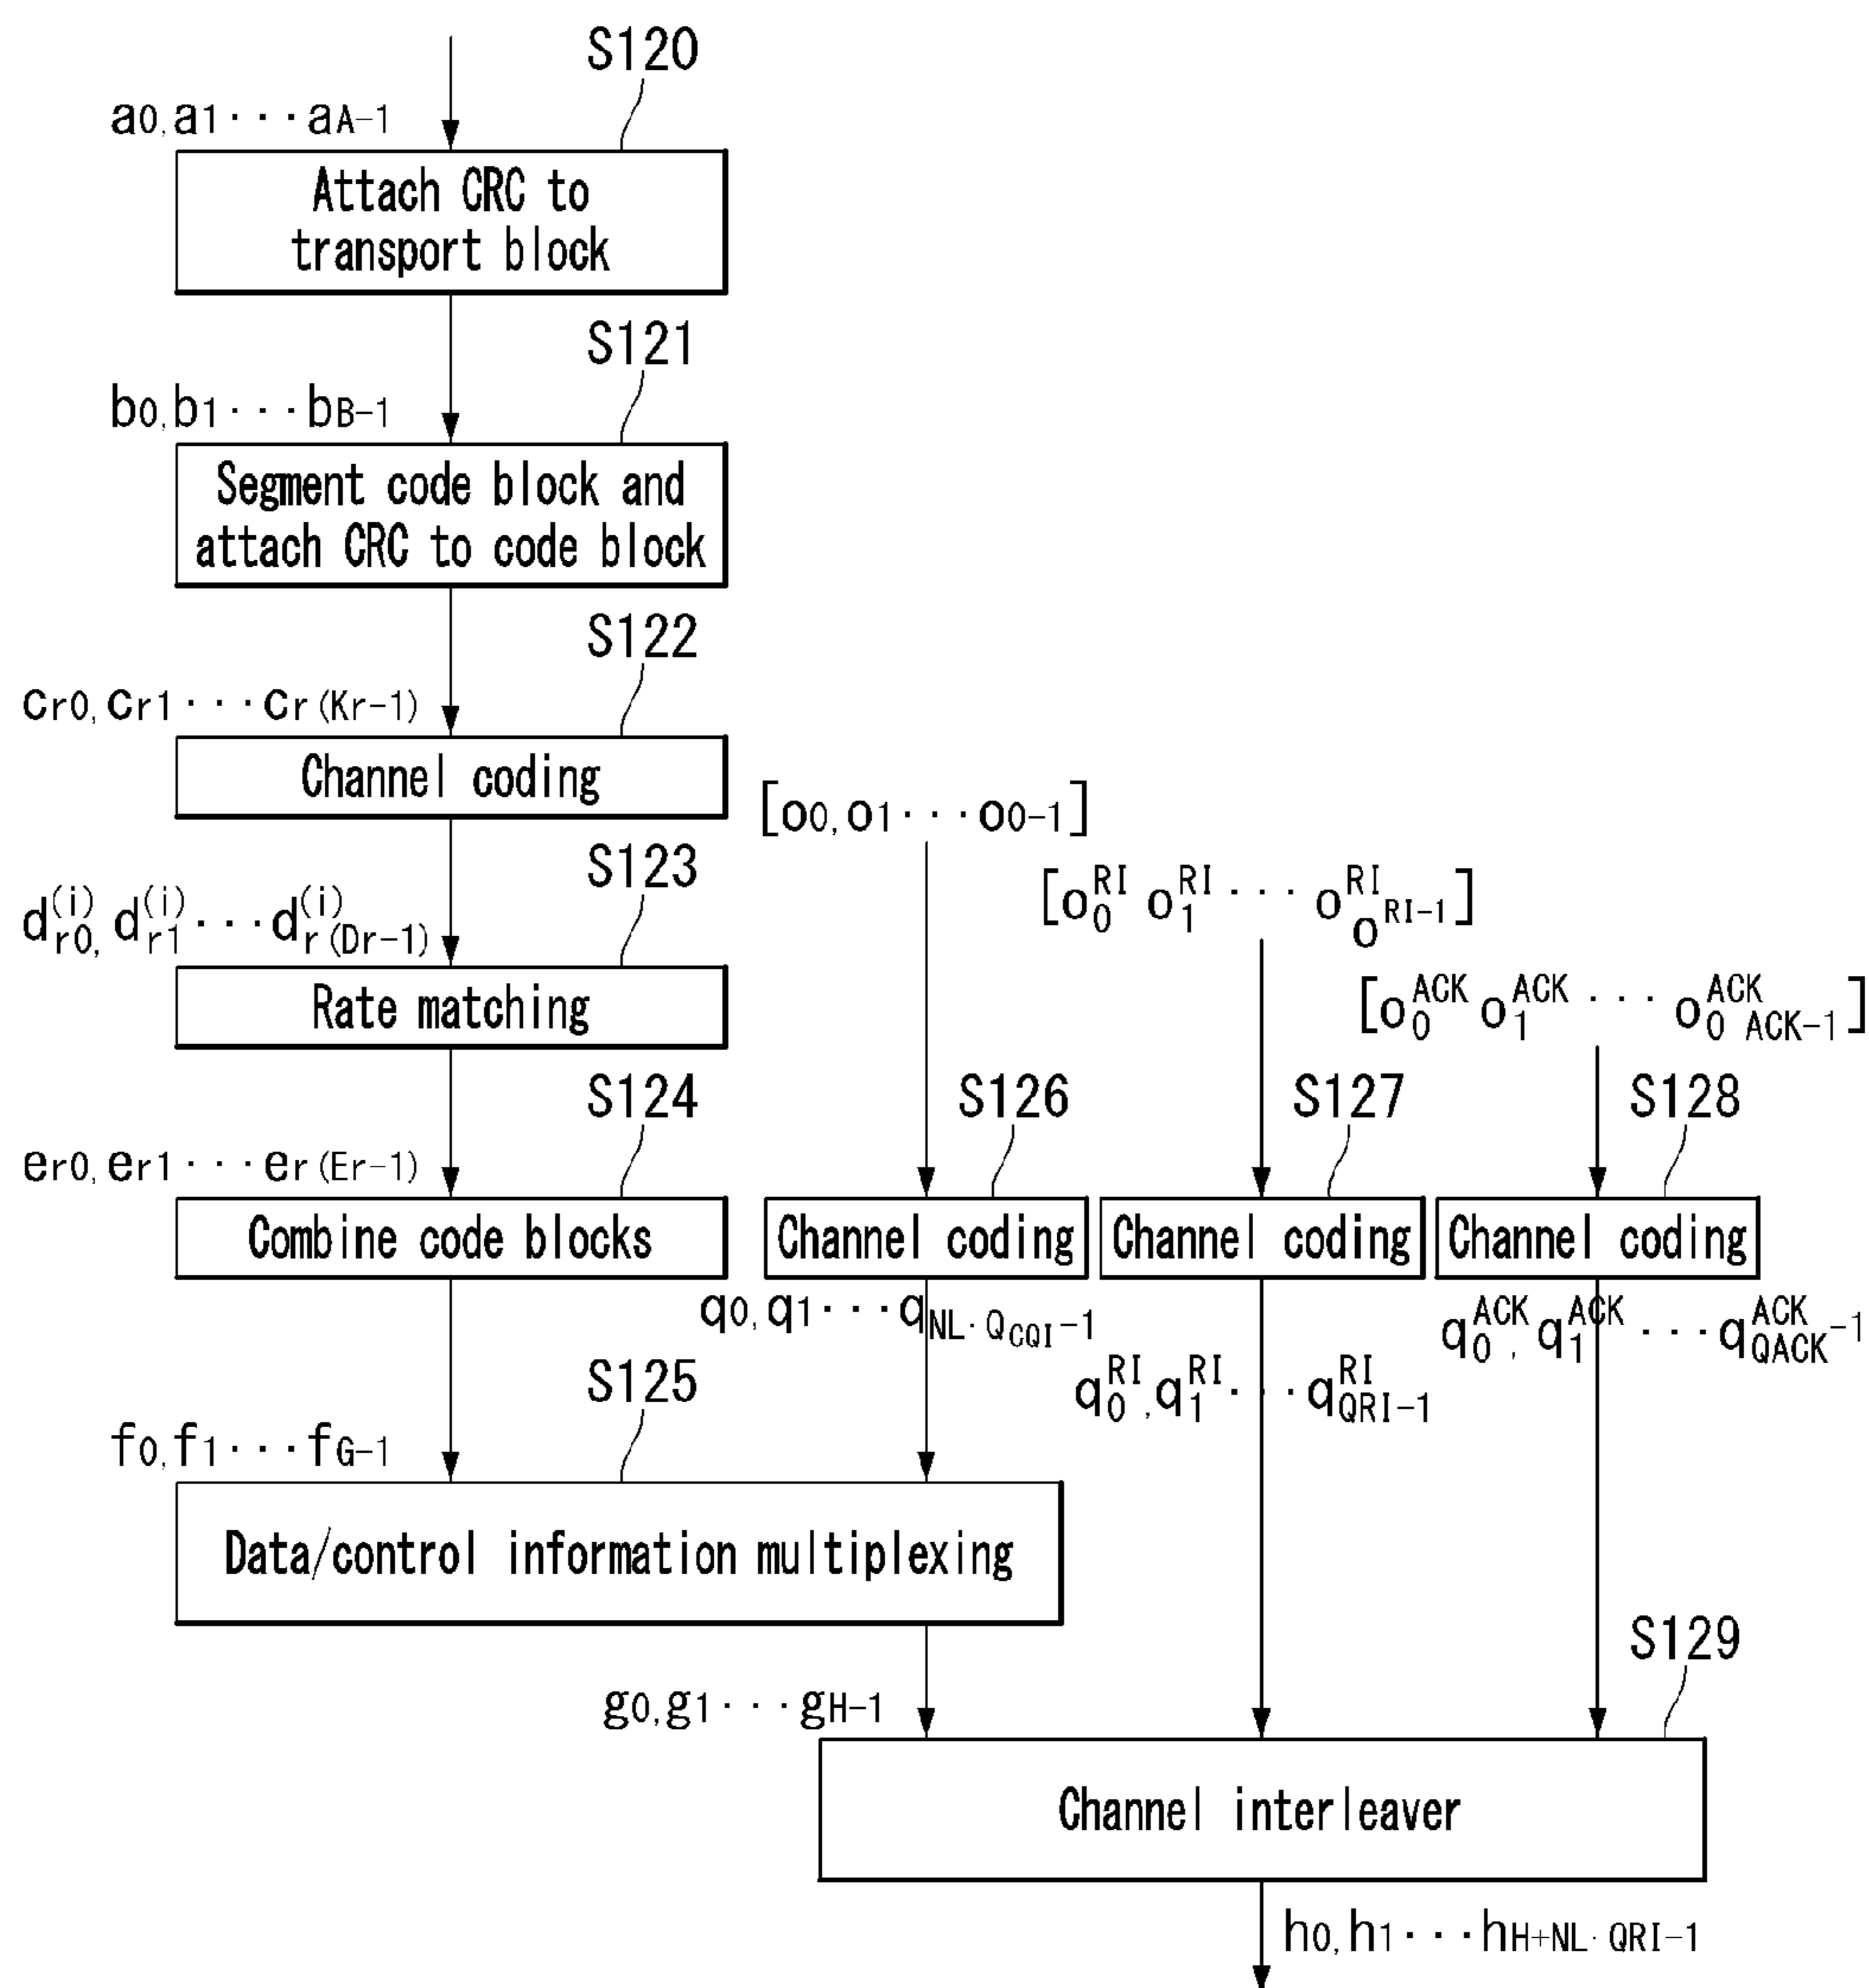 S120
a0,a1···aA-1
Attach CRC to
transport block
S121
b0,b1···bB-1
Segment code block and
attach CRC to code block
S122
cr0,cr1···cr(Kr-1)
Channel coding
[o0,o1···o0-1]
S123
d(i)r0,d(i)r1···d(i)r(Dr-1)
[oRI0 oRI1··· oRIoRI-1]
Rate matching
[oACK0 oACK1··· oACK0 ACK-1]
S124
S126
S127
S128
er0,er1···er(Er-1)
Combine code blocks
Channel coding
Channel coding
Channel coding
q0,q1···qNL·QCQI-1
qACK0,qACK1···qACKQACK-1
S125
qRI0,qRI1···qRIQRI-1
f0,f1···fG-1
Data/control information multiplexing
S129
g0,g1···gH-1
Channel interleaver
h0,h1···hH+NL·QRI-1